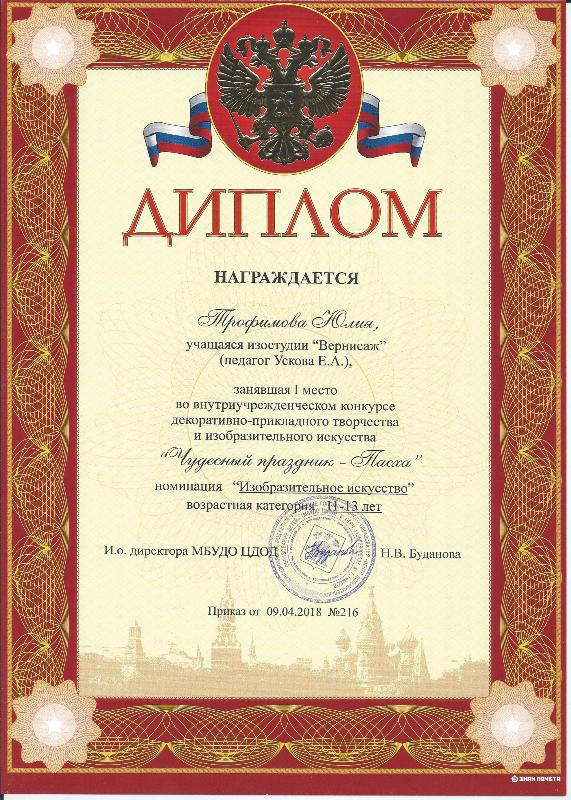 ДИПЛОМ
НАГРАЖДАЕТСЯ
Трофимова Юлия,
учащаяся изостудии “Вернисаж”
(педагог Ускова Е.А.),
занявшая I место
во внутриучрежденческом конкурсе
декоративно-прикладного творчества
и изобразительного искусства
“Чудесный праздник – Пасха”
номинация “Изобразительное искусство”
возрастная категория 11-13 лет
И.о. директора МБУДО ЦДОД Н.В. Буданова
Приказ от 09.04.2018 №216
ЗНАК ПОЧЕТА